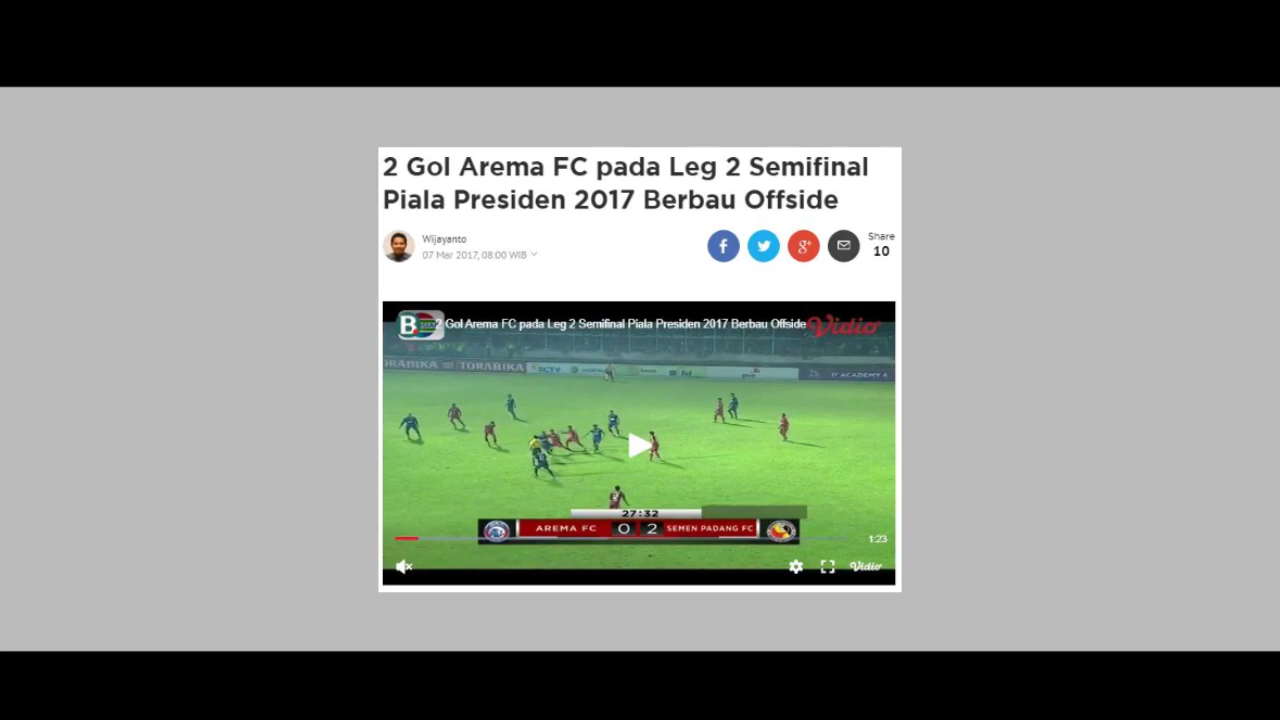 2 Gol Arema FC pada Leg 2 Semifinal
Piala Presiden 2017 Berbau Offside
Wijayanto
07 Mar 2017, 08:00 WIB
Share
10
2 Gol Arema FC pada Leg 2 Semifinal Piala Presiden 2017 Berbau Offside
Vidio
TORABIKA
SCTV
27:32
AREMA FC 0 2 SEMEN PADANG FC
1:23
Vidio